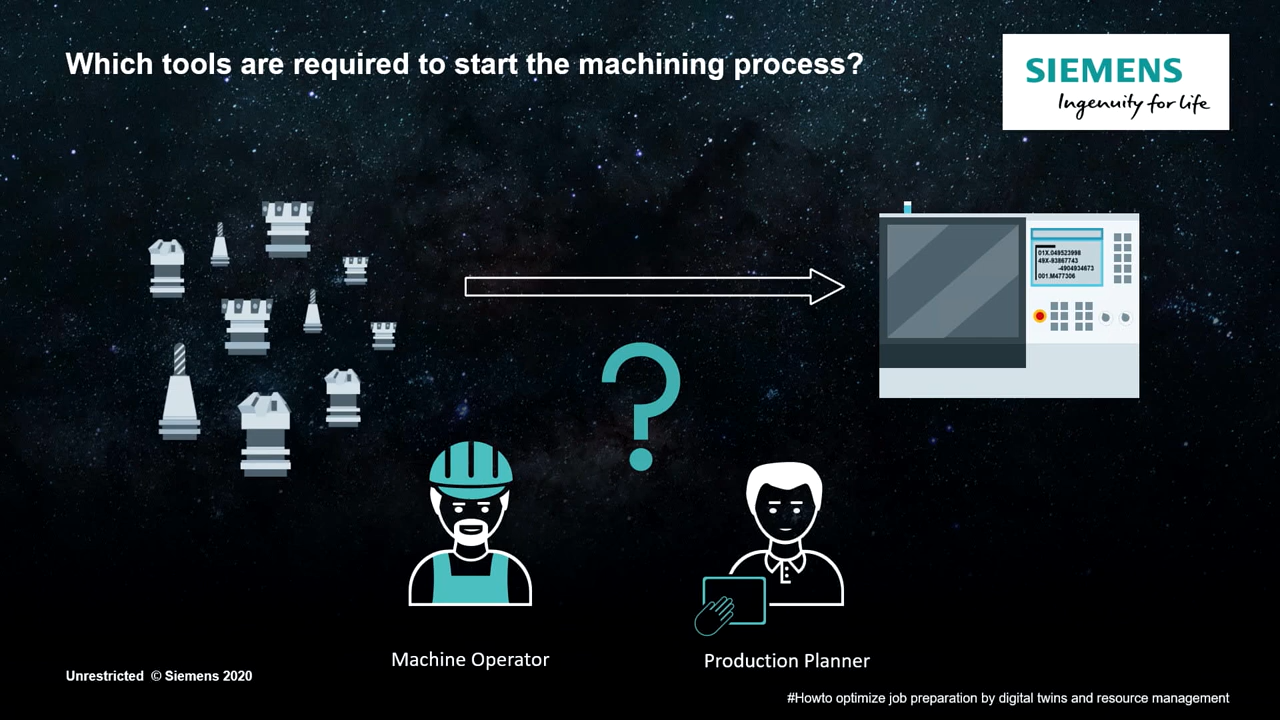 Which tools are required to start the machining process?
SIEMENS
Ingenuity for life
01X.049523998
49X-93867743
-4904934673
001.M477306
Machine Operator
Production Planner
Unrestricted © Siemens 2020
#Howto optimize job preparation by digital twins and resource management